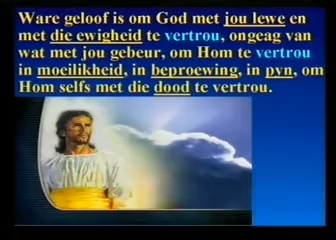 Ware geloof is om God met jou lewe en
met die ewigheid te vertrou, ongeag van
wat met jou gebeur, om Hom te vertrou
in moeilikheid, in beproewing, in pyn, om
Hom selfs met die dood te vertrou.